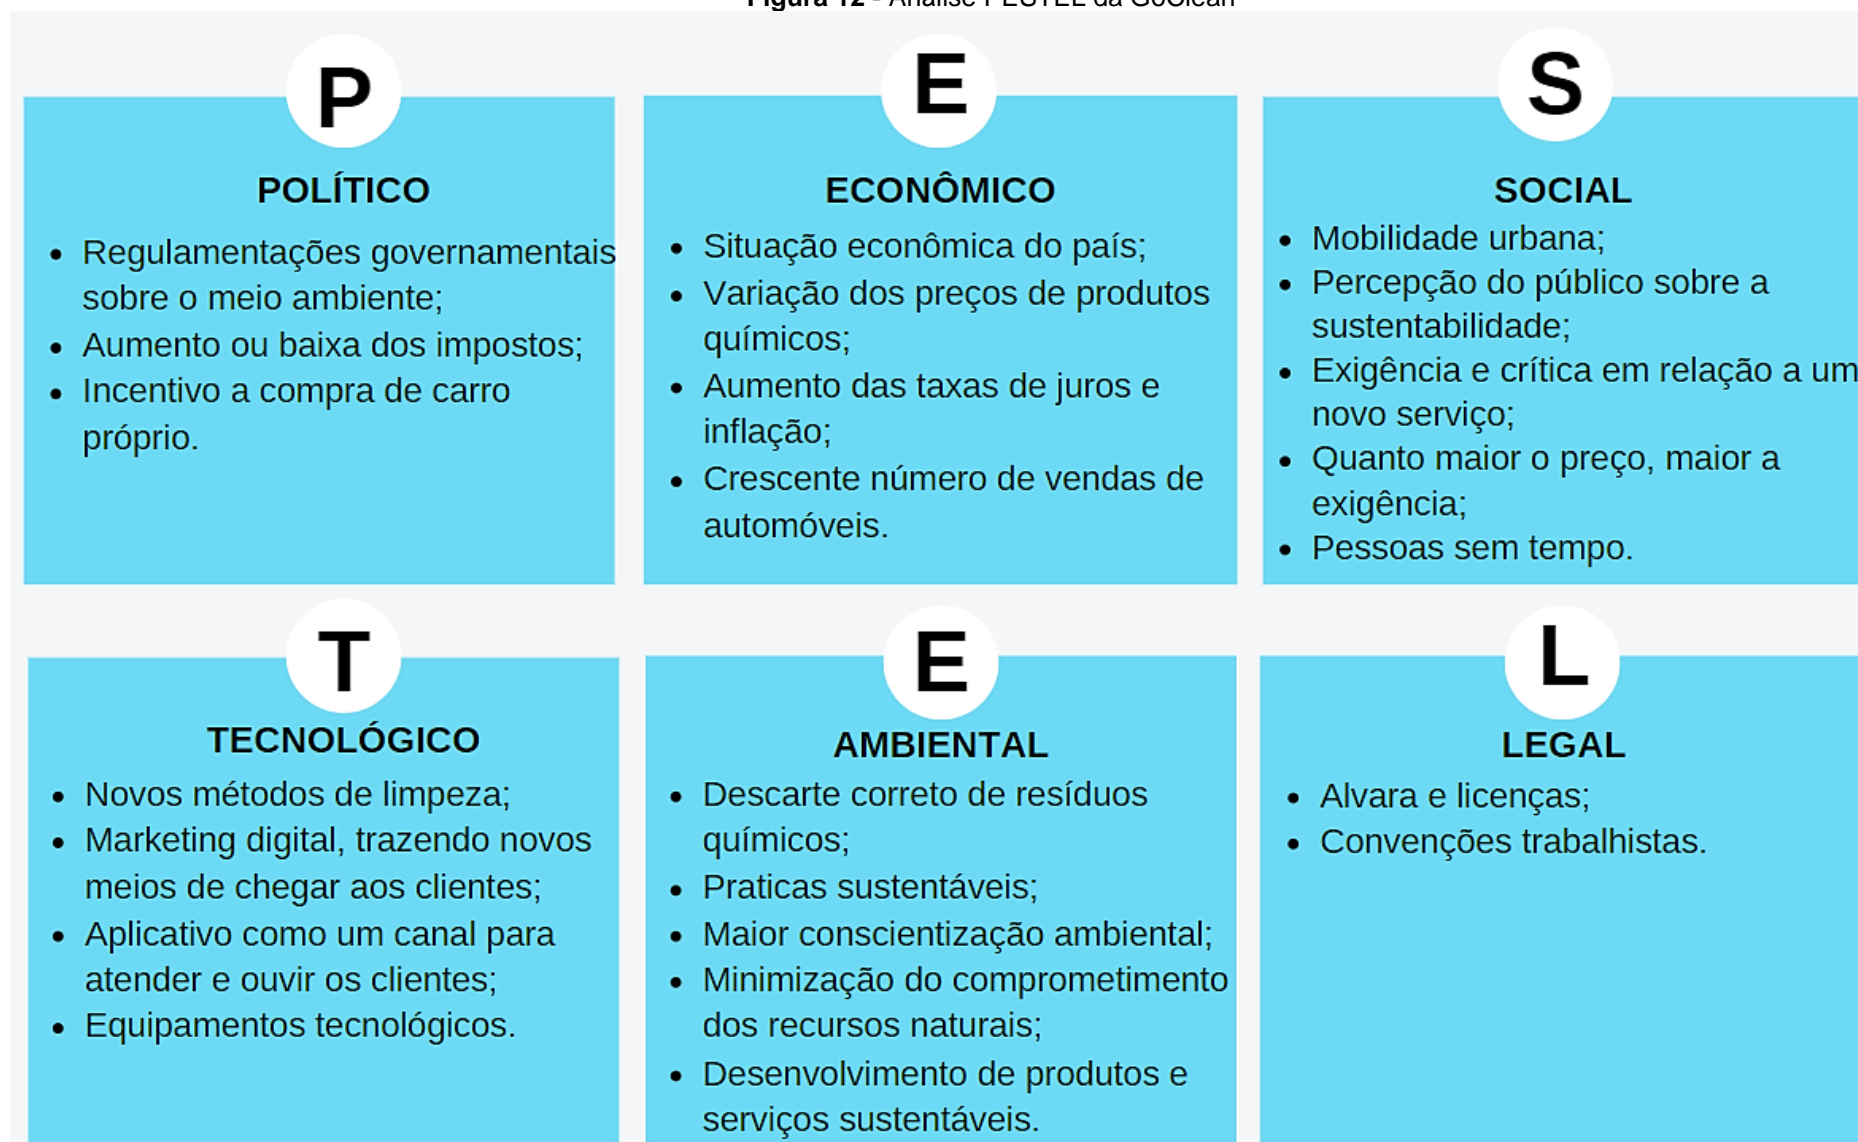 Figura 12 - Análise PESTEL da GoClean
P
POLÍTICO
• Regulamentações governamentais
sobre o meio ambiente;
• Aumento ou baixa dos impostos;
• Incentivo a compra de carro
próprio.
E
ECONÔMICO
• Situação econômica do país;
• Variação dos preços de produtos
químicos;
• Aumento das taxas de juros e
inflação;
• Crescente número de vendas de
automóveis.
S
SOCIAL
• Mobilidade urbana;
• Percepção do público sobre a
sustentabilidade;
• Exigência e crítica em relação a um
novo serviço;
• Quanto maior o preço, maior a
exigência;
• Pessoas sem tempo.
T
TECNOLÓGICO
• Novos métodos de limpeza;
• Marketing digital, trazendo novos
meios de chegar aos clientes;
• Aplicativo como um canal para
atender e ouvir os clientes;
• Equipamentos tecnológicos.
E
AMBIENTAL
• Descarte correto de resíduos
químicos;
• Praticas sustentáveis;
• Maior conscientização ambiental;
• Minimização do comprometimento
dos recursos naturais;
• Desenvolvimento de produtos e
serviços sustentáveis.
L
LEGAL
• Alvara e licenças;
• Convenções trabalhistas.